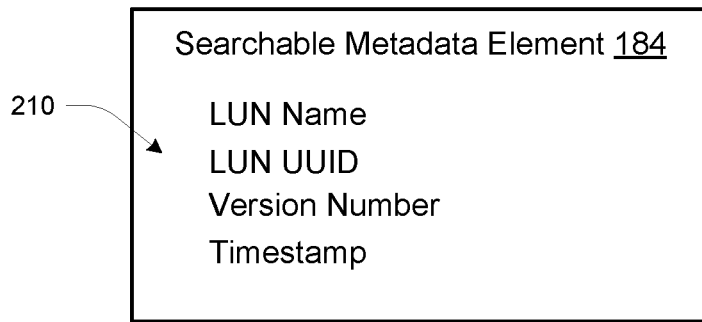 Searchable Metadata Element 184
210
LUN Name
LUN UUID
Version Number
Timestamp